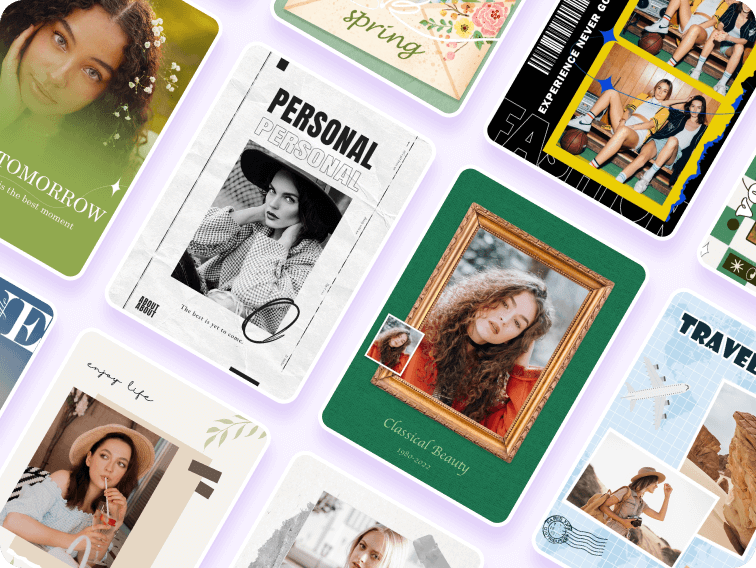 spring
EXPERIENCE NEVER GO
FASHION
TOMORROW
is the best moment
PERSONAL
PERSONAL
ABOUT
ABOUT
The best is yet to come.
Classical Beauty
1980-2022
TRAVEL
E
enjoy life